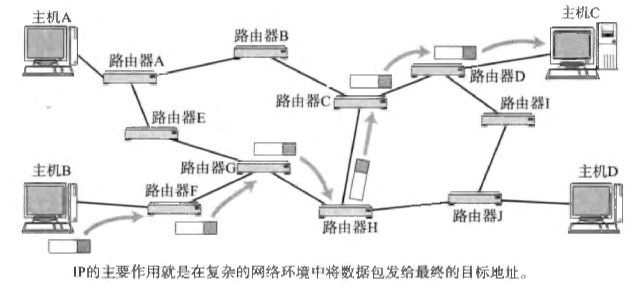 主机A
主机C
路由器B
路由器A
路由器D
路由器C
路由器I
路由器E
主机B
路由器G
主机D
路由器F
路由器J
路由器H
IP的主要作用就是在复杂的网络环境中将数据包发给最终的目标地址。